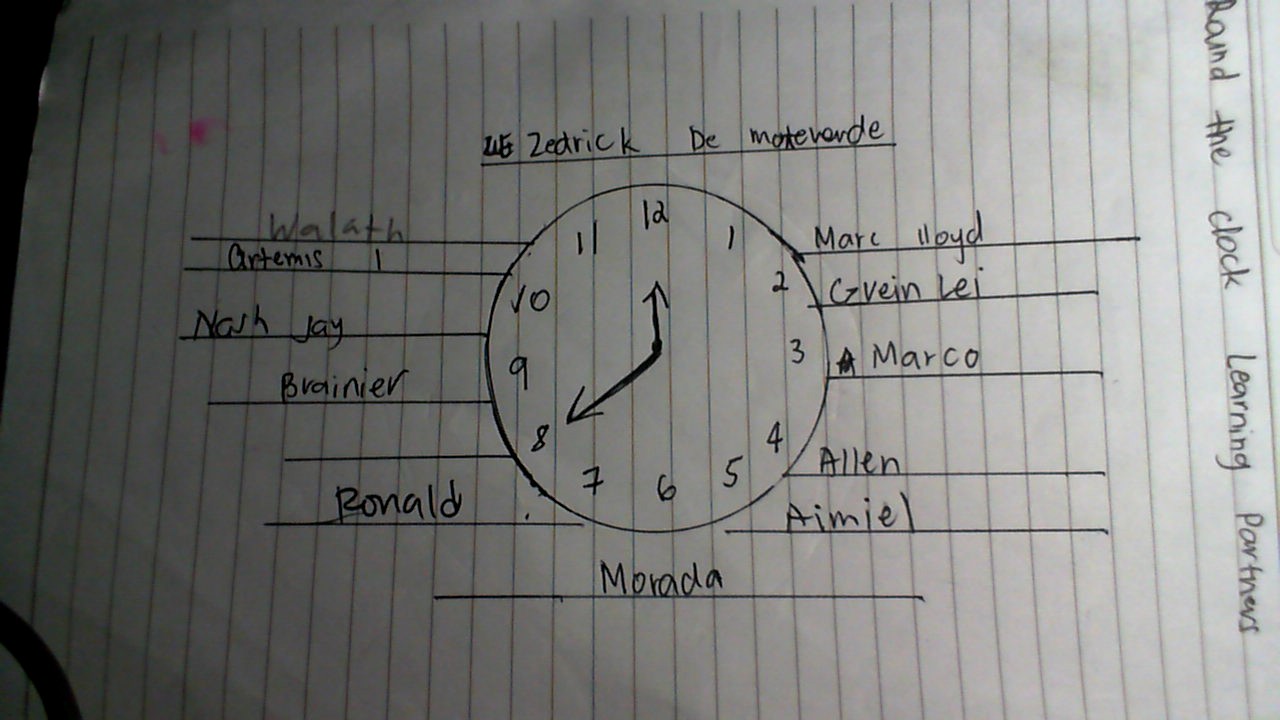 Round the clock Learning Partners
Zedrick De moteverde
Walath
Artemis 1
Nash Jay
Brainier
Ronald
Morada
Marc lloyd
Grein Lei
Marco
Allen
Aimiel
12
1
2
3
4
5
6
7
8
9
10
11